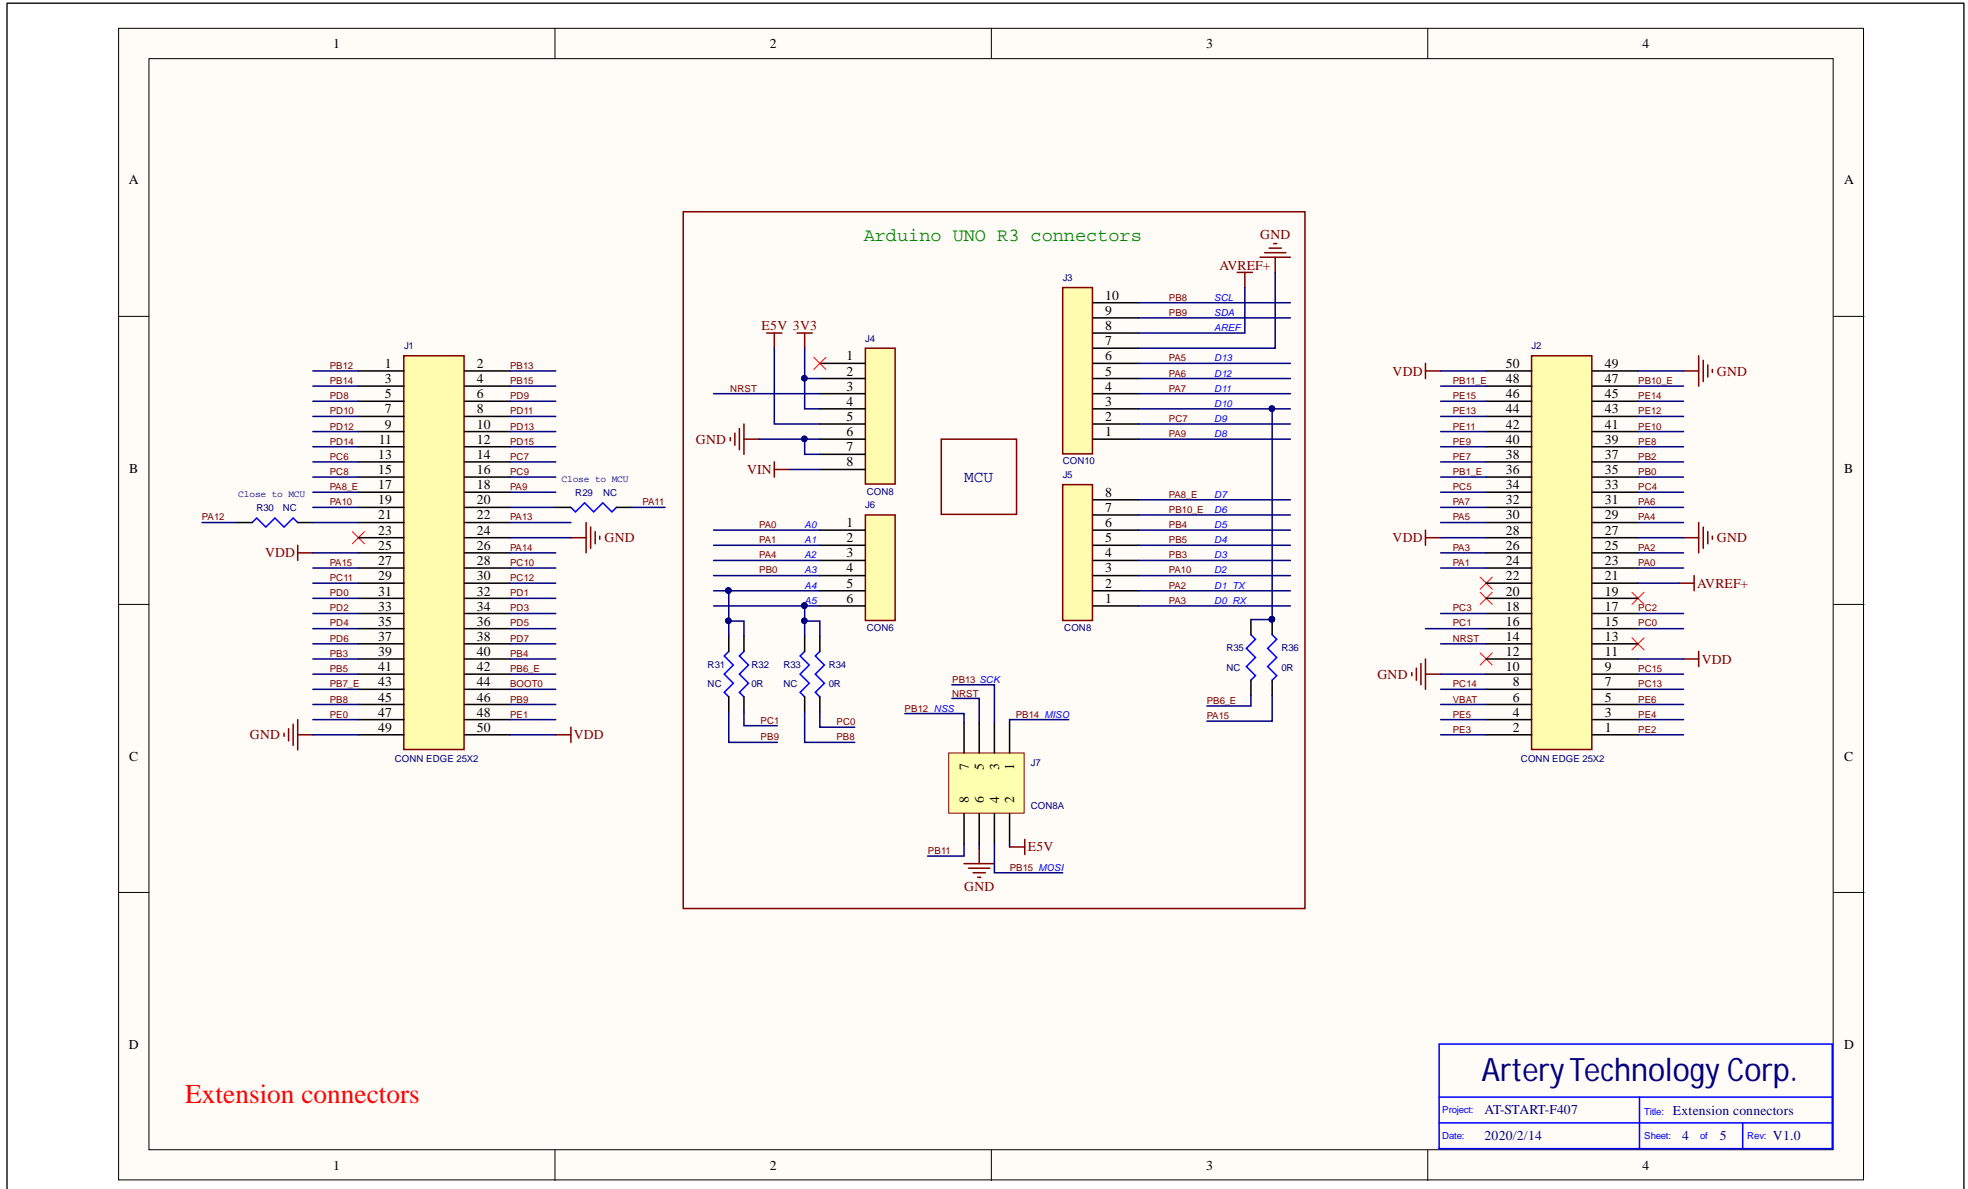 1 2 3 4
A A
B B
C C
D D
1 2 3 4
Arduino UNO R3 connectors
J1
PB12 1 2 PB13
PB14 3 4 PB15
PD8 5 6 PD9
PD10 7 8 PD11
PD12 9 10 PD13
PD14 11 12 PD15
PC6 13 14 PC7
PC8 15 16 PC9
PA8_E 17 18 PA9
PA10 19 20
21 22 PA13
23 24 GND
VDD 25 26 PA14
PA15 27 28 PC10
PC11 29 30 PC12
PD0 31 32 PD1
PD2 33 34 PD3
PD4 35 36 PD5
PD6 37 38 PD7
PB3 39 40 PB4
PB5 41 42 PB6_E
PB7_E 43 44 BOOT0
PB8 45 46 PB9
PE0 47 48 PE1
GND 49 50 VDD
CONN EDGE 25X2
Close to MCU
R30 NC
PA12
Close to MCU
R29 NC
PA11
E5V 3V3
J4
1
2
NRST 3
4
5
GND 6
7
VIN 8
CON8
J6
PA0 A0 1
PA1 A1 2
PA4 A2 3
PB0 A3 4
A4 5
A5 6
CON6
R31 R32 R33 R34
NC 0R NC 0R
PC1 PC0
PB9 PB8
MCU
GND
AVREF+
J3
10 PB8 SCL
9 PB9 SDA
8 AREF
7
6 PA5 D13
5 PA6 D12
4 PA7 D11
3 D10
2 PC7 D9
1 PA9 D8
CON10
J5
8 PA8_E D7
7 PB10_E D6
6 PB4 D5
5 PB5 D4
4 PB3 D3
3 PA10 D2
2 PA2 D1_TX
1 PA3 D0_RX
CON8
R35 R36
NC 0R
PB6_E
PA15
PB13 SCK
NRST
PB12 NSS
PB14 MISO
7 5 3 1
J7
8 6 4 2
CON8A
PB11
E5V
PB15 MOSI
GND
J2
VDD 50 49 GND
PB11_E 48 47 PB10_E
PE15 46 45 PE14
PE13 44 43 PE12
PE11 42 41 PE10
PE9 40 39 PE8
PE7 38 37 PB2
PB1_E 36 35 PB0
PC5 34 33 PC4
PA7 32 31 PA6
PA5 30 29 PA4
VDD 28 27 GND
PA3 26 25 PA2
PA1 24 23 PA0
22 21 AVREF+
20 19
PC3 18 17 PC2
PC1 16 15 PC0
NRST 14 13
12 11 VDD
GND 10 9 PC15
PC14 8 7 PC13
VBAT 6 5 PE6
PE5 4 3 PE4
PE3 2 1 PE2
CONN EDGE 25X2
Extension connectors
Artery Technology Corp.
Project: AT-START-F407 Title: Extension connectors
Date: 2020/2/14 Sheet: 4 of 5 Rev: V1.0